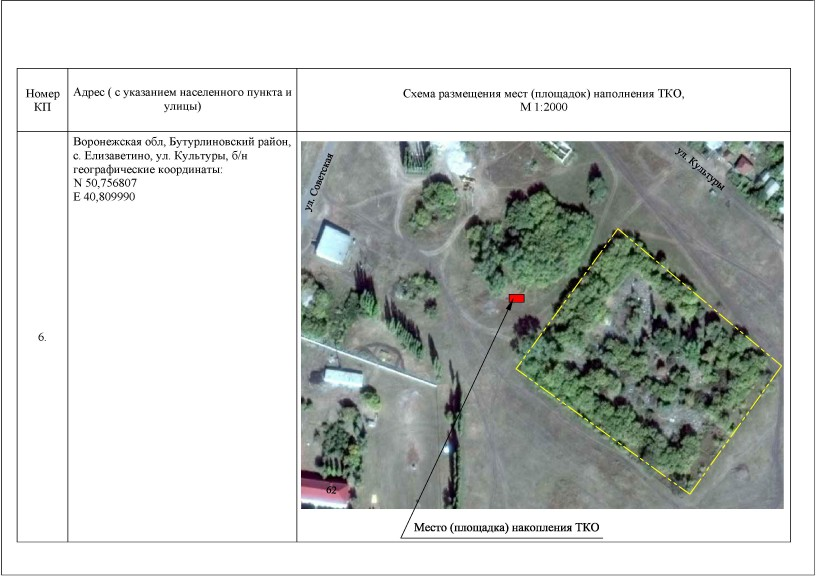 Номер
КП
Адрес ( с указанием населенного пункта и
улицы)
Схема размещения мест (площадок) наполнения ТКО,
М 1:2000
6.
Воронежская обл, Бутурлиновский район,
с. Елизаветино, ул. Культуры, б/н
географические координаты:
N 50,756807
E 40,809990
ул. Советская
ул. Культуры
62
Место (площадка) накопления ТКО